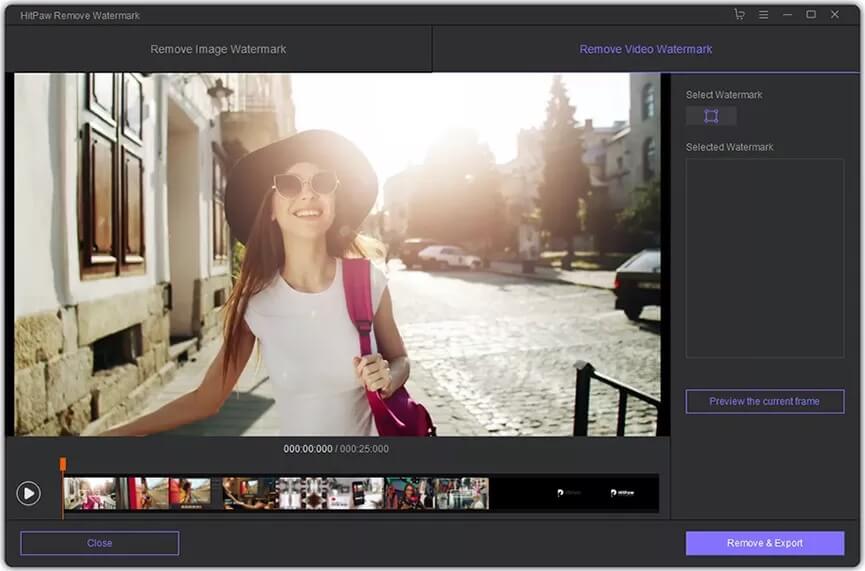 HitPaw Remove Watermark
Remove Image Watermark
Remove Video Watermark
Select Watermark
Selected Watermark
Preview the current frame
000:00:000 / 000:25:000
HitPaw
Close
Remove & Export